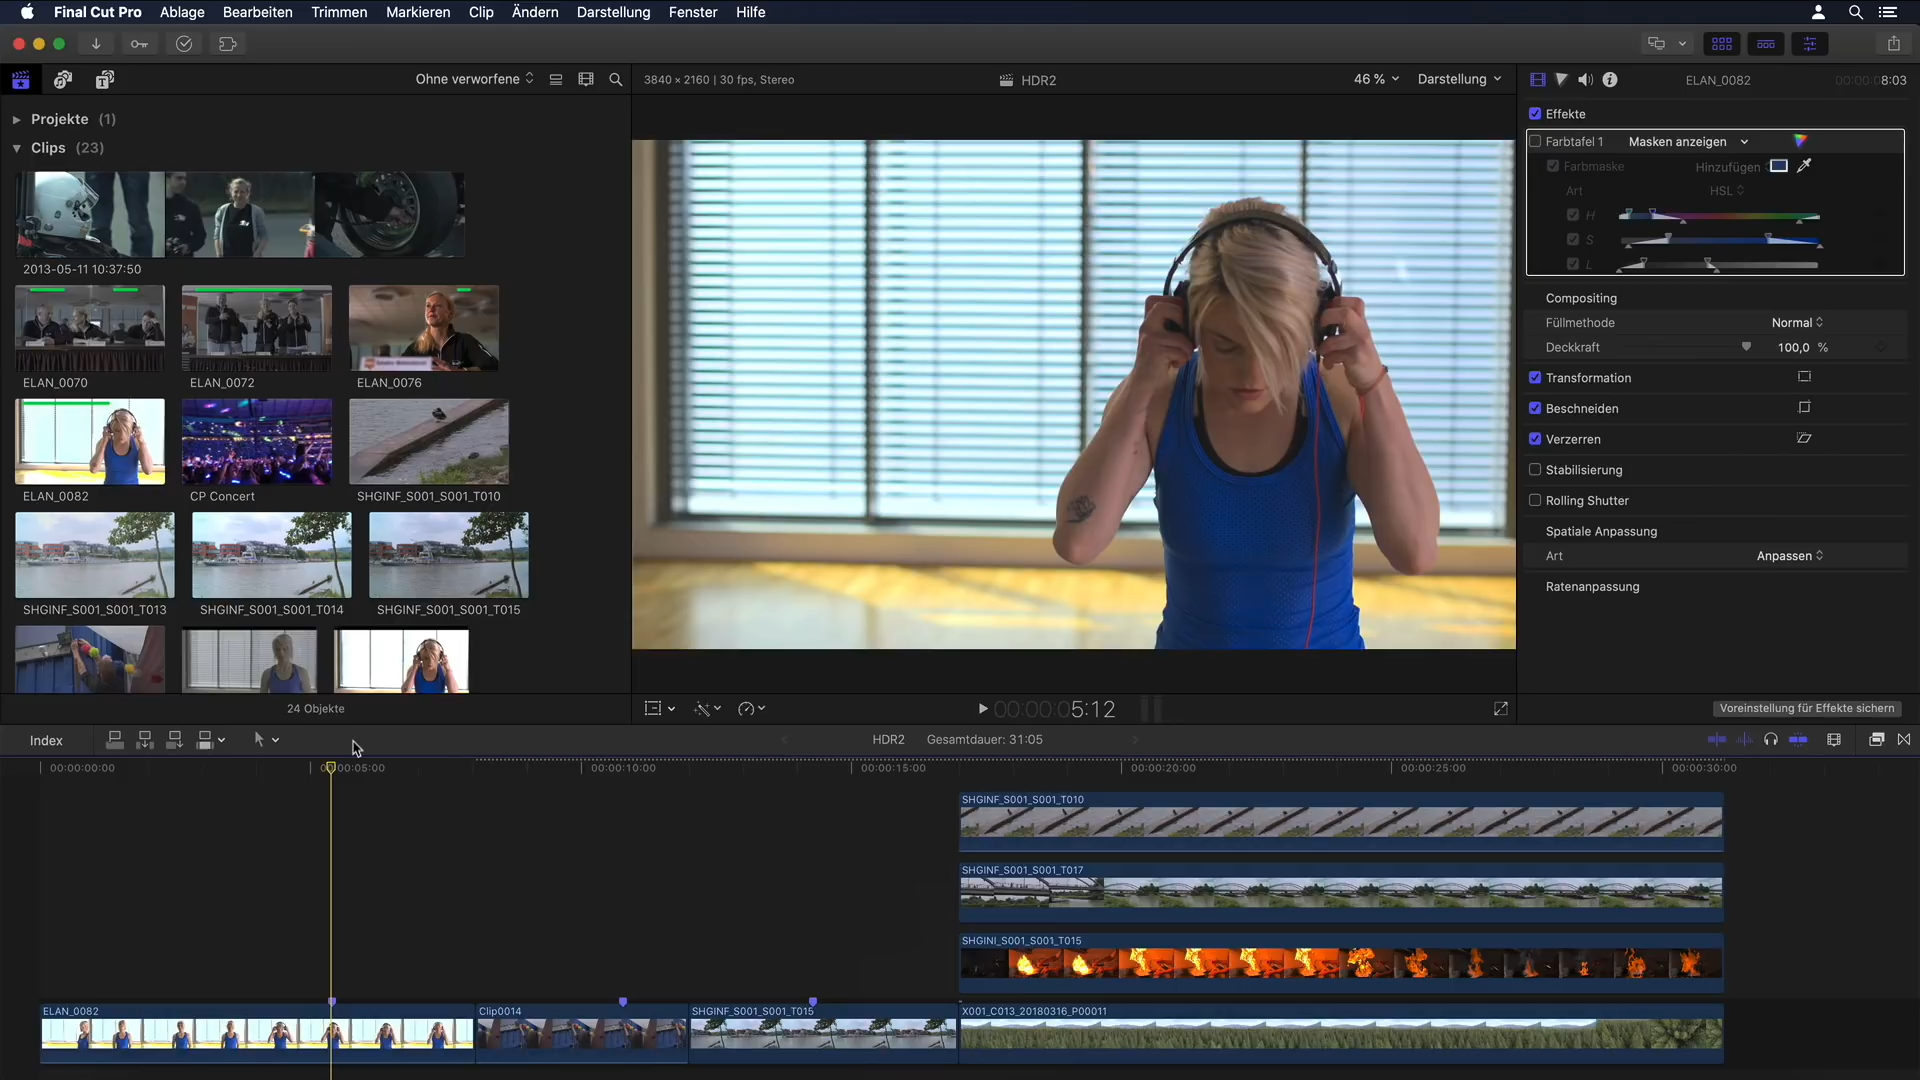 Final Cut Pro Ablage Bearbeiten Trimmen Markieren Clip Ändern Darstellung Fenster Hilfe
Ohne verworfene
3840 × 2160 | 30 fps, Stereo
HDR2
46 %
Darstellung
ELAN_0082
00:00:08:03
Projekte (1)
Clips (23)
2013-05-11 10:37:50
ELAN_0070
ELAN_0072
ELAN_0076
ELAN_0082
CP Concert
SHGINF_S001_S001_T010
SHGINF_S001_S001_T013
SHGINF_S001_S001_T014
SHGINF_S001_S001_T015
24 Objekte
00:00:05:12
Effekte
Farbtafel 1
Masken anzeigen
Farbmaske
Hinzufügen
Art
HSL
H
S
L
Compositing
Füllmethode
Normal
Deckkraft
100,0 %
Transformation
Beschneiden
Verzerren
Stabilisierung
Rolling Shutter
Spatiale Anpassung
Art
Anpassen
Ratenanpassung
Voreinstellung für Effekte sichern
Index
HDR2
Gesamtdauer: 31:05
00:00:00:00
00:00:05:00
00:00:10:00
00:00:15:00
00:00:20:00
00:00:25:00
00:00:30:00
SHGINF_S001_S001_T010
SHGINF_S001_S001_T017
SHGINI_S001_S001_T015
ELAN_0082
Clip0014
SHGINF_S001_S001_T015
X001_C013_20180316_P00011